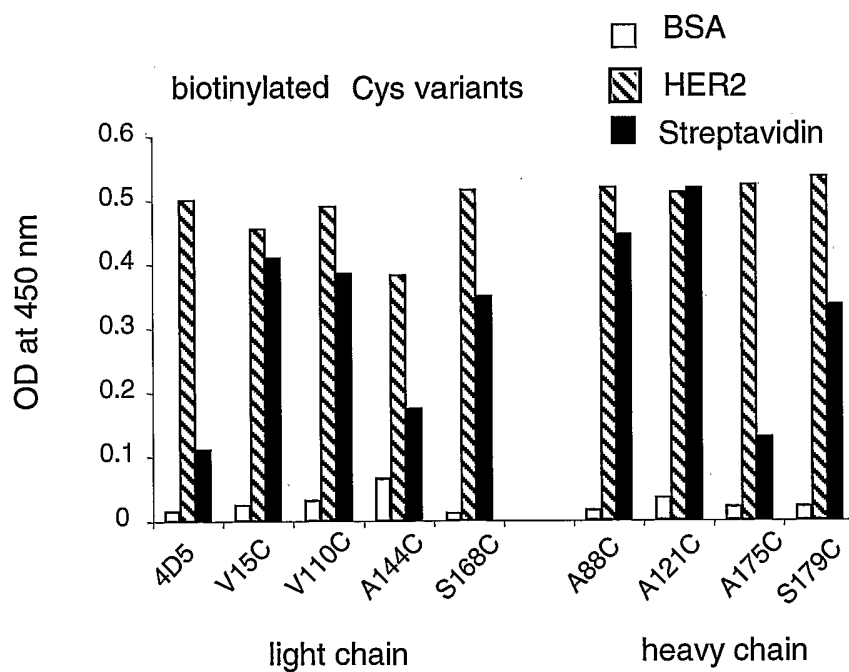 BSA
HER2
Streptavidin
biotinylated Cys variants
OD at 450 nm
0.6
0.5
0.4
0.3
0.2
0.1
0
4D5
V15C
V110C
A144C
S168C
A88C
A121C
A175C
S179C
light chain
heavy chain